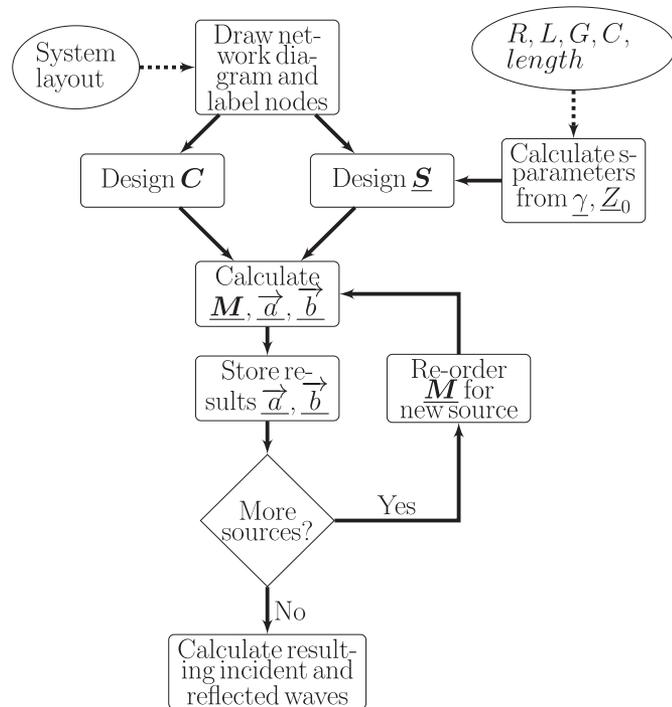 System
layout
Draw net-
work dia-
gram and
label nodes
R, L, G, C,
length
Design C
Design S
Calculate s-
parameters
from γ, Z₀
Calculate
M, a⃗, b⃗
Store re-
sults a⃗, b⃗
Re-order
M for
new source
More
sources?
Yes
No
Calculate result-
ing incident and
reflected waves